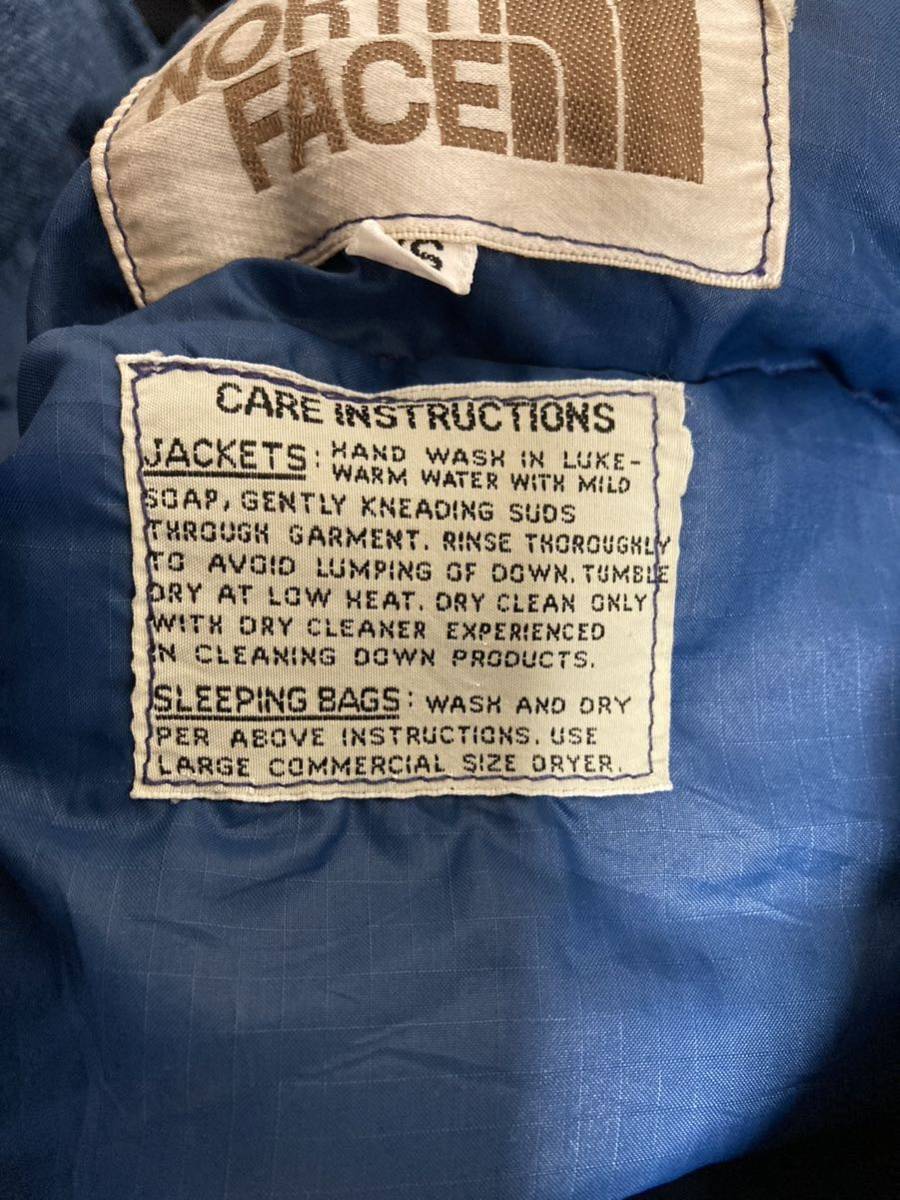 NORTH
FACE
XS
CARE INSTRUCTIONS
JACKETS: HAND WASH IN LUKE-
WARM WATER WITH MILD
SOAP, GENTLY KNEADING SUDS
THROUGH GARMENT. RINSE THOROUGHLY
TO AVOID LUMPING OF DOWN. TUMBLE
DRY AT LOW HEAT. DRY CLEAN ONLY
WITH DRY CLEANER EXPERIENCED
IN CLEANING DOWN PRODUCTS.
SLEEPING BAGS: WASH AND DRY
PER ABOVE INSTRUCTIONS. USE
LARGE COMMERCIAL SIZE DRYER.